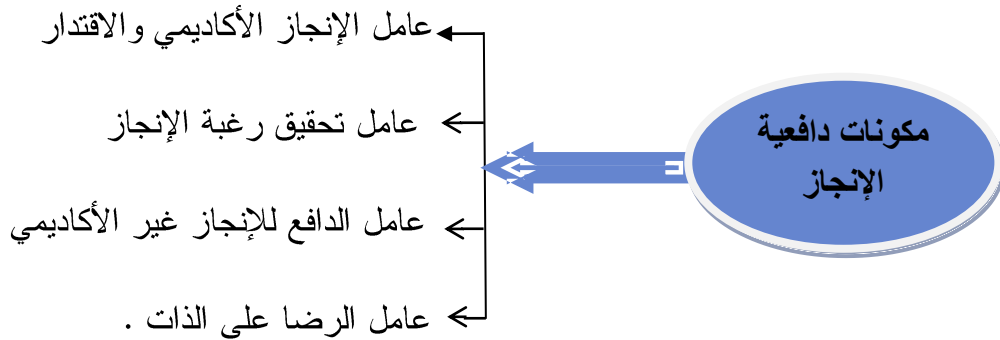 مكونات دافعية
الإنجاز
عامل الإنجاز الأكاديمي والاقتدار
عامل تحقيق رغبة الإنجاز
عامل الدافع للإنجاز غير الأكاديمي
عامل الرضا على الذات .